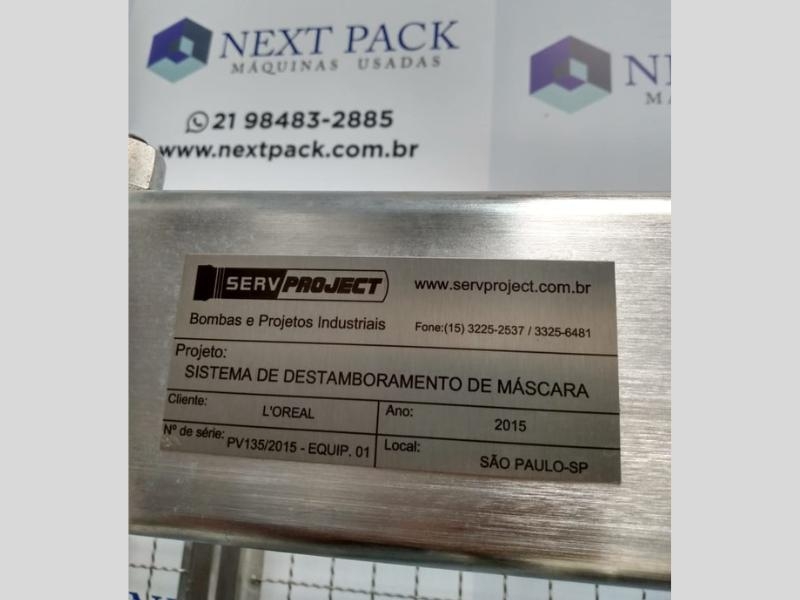 NEXT PACK
MÁQUINAS USADAS
21 98483-2885
www.nextpack.com.br
NEX
MÁ
SERVPROJECT
www.servproject.com.br
Bombas e Projetos Industriais
Fone:(15) 3225-2537 / 3325-6481
Projeto:
SISTEMA DE DESTAMBORAMENTO DE MÁSCARA
Cliente:
L'OREAL
Ano:
2015
Nº de série:
PV135/2015 - EQUIP. 01
Local:
SÃO PAULO-SP